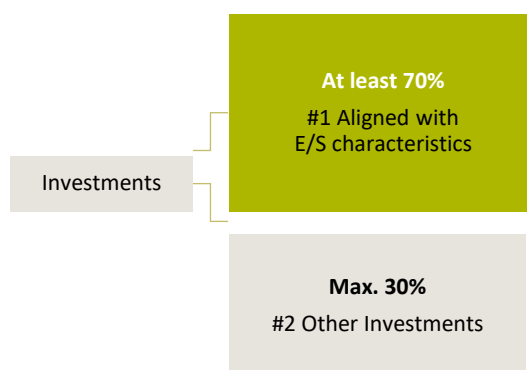 At least 70%
#1 Aligned with
E/S characteristics
Investments
Max. 30%
#2 Other Investments